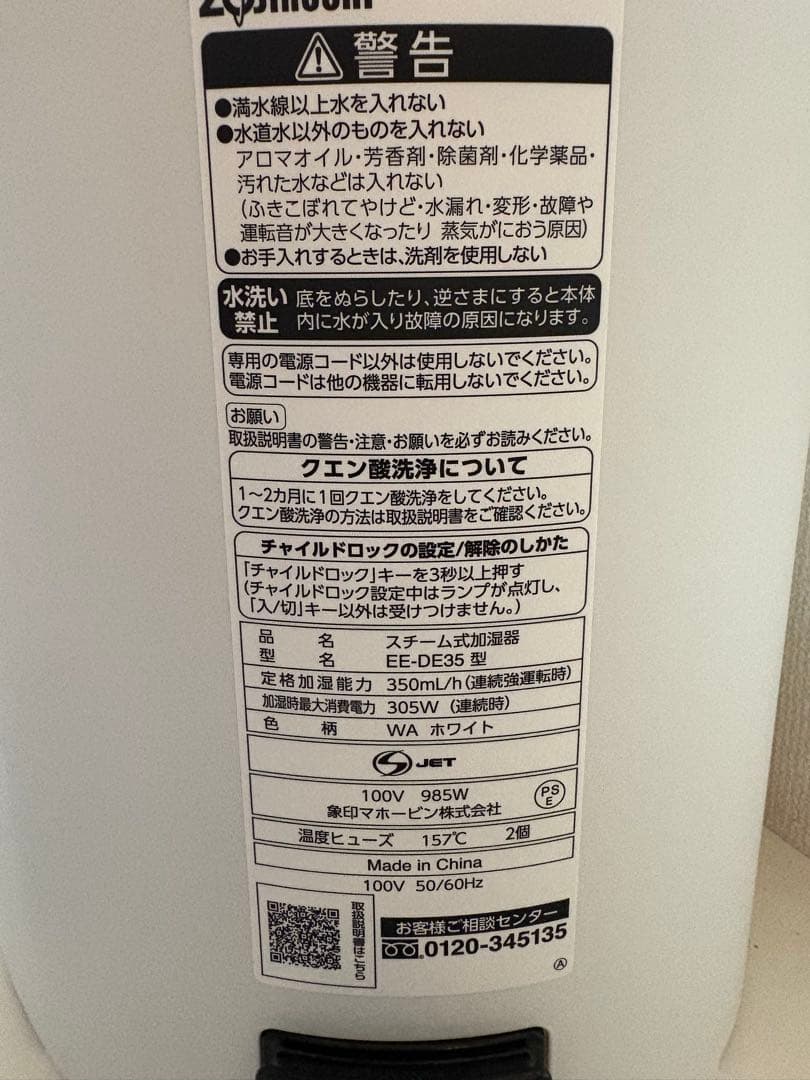 ZOJIRUSHI
警告
●満水線以上水を入れない
●水道水以外のものを入れない
アロマオイル・芳香剤・除菌剤・化学薬品・
汚れた水などは入れない
(ふきこぼれてやけど・水漏れ・変形・故障や
運転音が大きくなったり 蒸気がにおう原因)
●お手入れするときは、洗剤を使用しない
水洗い 底をぬらしたり、逆さまにすると本体
禁止 内に水が入り故障の原因になります。
専用の電源コード以外は使用しないでください。
電源コードは他の機器に転用しないでください。
お願い
取扱説明書の警告・注意・お願いを必ずお読みください。
クエン酸洗浄について
1〜2カ月に1回クエン酸洗浄をしてください。
クエン酸洗浄の方法は取扱説明書をご確認ください。
チャイルドロックの設定/解除のしかた
「チャイルドロック」キーを3秒以上押す
(チャイルドロック設定中はランプが点灯し、
「入/切」キー以外は受けつけません。)
品名 スチーム式加湿器
型名 EE-DE35 型
定格加湿能力 350mL/h(連続強運転時)
加湿時最大消費電力 305W (連続時)
色柄 WA ホワイト
S JET
100V 985W
PSE
象印マホービン株式会社
温度ヒューズ 157℃ 2個
Made in China
100V 50/60Hz
取扱説明書はこちら
お客様ご相談センター
0120-345135
A